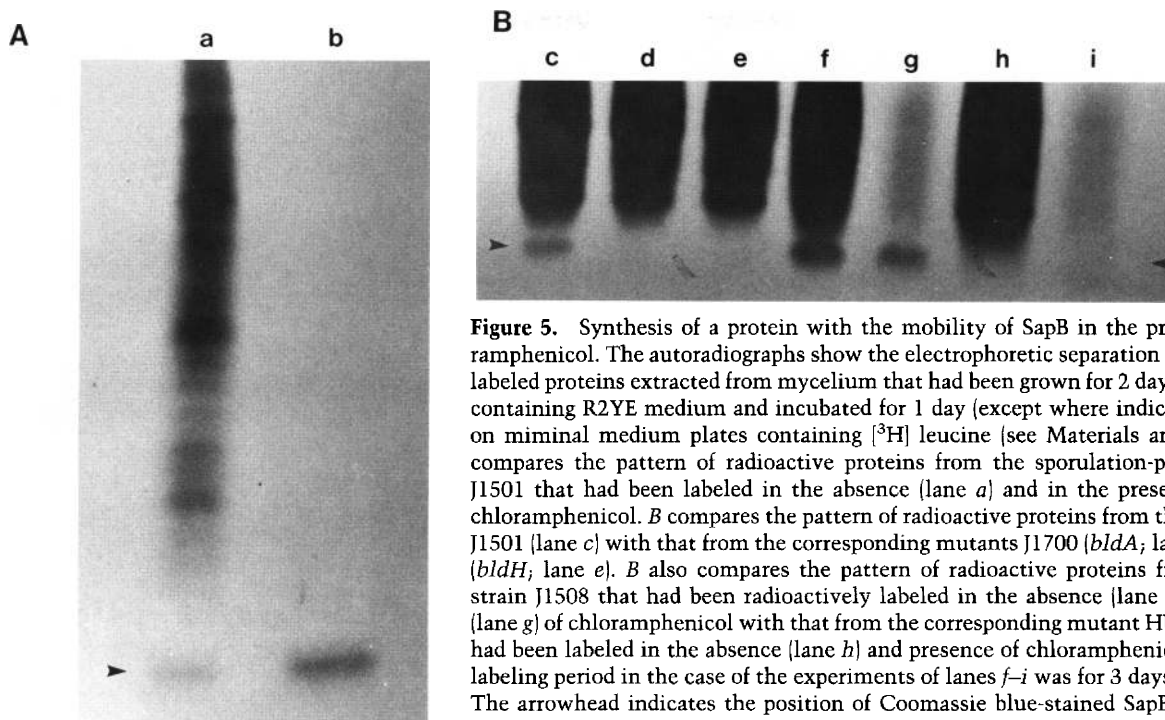 A
a b
B
c d e f g h i
Figure 5. Synthesis of a protein with the mobility of SapB in the pr
ramphenicol. The autoradiographs show the electrophoretic separation
labeled proteins extracted from mycelium that had been grown for 2 day
containing R2YE medium and incubated for 1 day (except where indic
on miminal medium plates containing [³H] leucine (see Materials an
compares the pattern of radioactive proteins from the sporulation-p
J1501 that had been labeled in the absence (lane a) and in the prese
chloramphenicol. B compares the pattern of radioactive proteins from th
J1501 (lane c) with that from the corresponding mutants J1700 (bldA; la
(bldH; lane e). B also compares the pattern of radioactive proteins f
strain J1508 that had been radioactively labeled in the absence (lane
(lane g) of chloramphenicol with that from the corresponding mutant H
had been labeled in the absence (lane h) and presence of chloramphenic
labeling period in the case of the experiments of lanes f–i was for 3 days
The arrowhead indicates the position of Coomassie blue-stained SapB